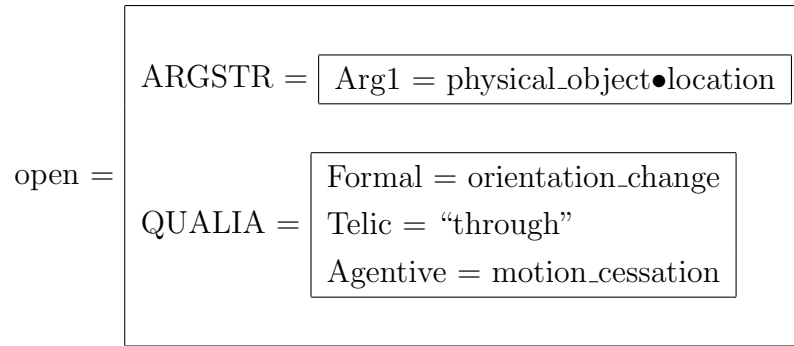 ARGSTR = Arg1 = physical_object●location
open =
Formal = orientation_change
QUALIA = Telic = “through”
Agentive = motion_cessation